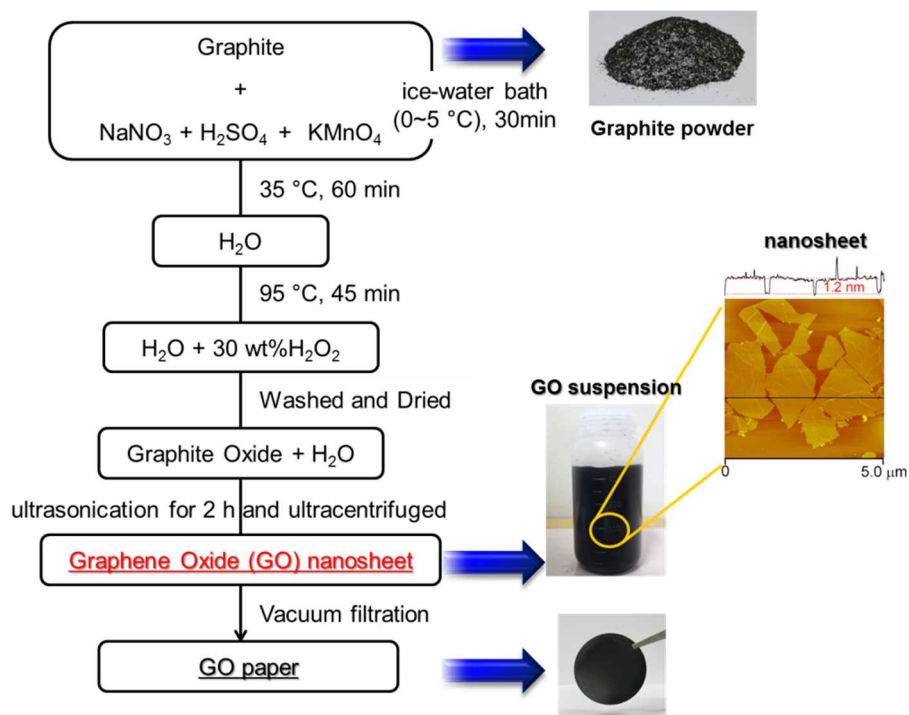 Graphite
+
NaNO₃ + H₂SO₄ + KMnO₄
ice-water bath
(0~5 °C), 30min
Graphite powder
35 °C, 60 min
H₂O
95 °C, 45 min
H₂O + 30 wt%H₂O₂
Washed and Dried
Graphite Oxide + H₂O
ultrasonication for 2 h and ultracentrifuged
Graphene Oxide (GO) nanosheet
Vacuum filtration
GO paper
GO suspension
nanosheet
1.2 nm
0 5.0 μm